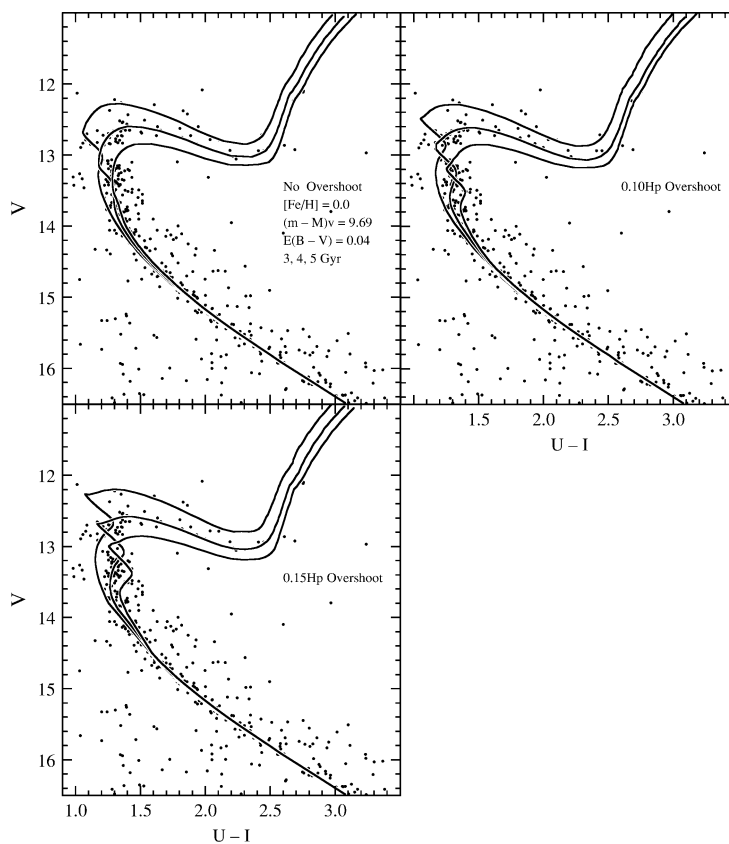 12
13
14
15
16
V
No Overshoot
[Fe/H] = 0.0
(m – M)v = 9.69
E(B – V) = 0.04
3, 4, 5 Gyr
0.10Hp Overshoot
1.5 2.0 2.5 3.0
U – I
12
13
14
15
16
V
0.15Hp Overshoot
1.0 1.5 2.0 2.5 3.0
U – I